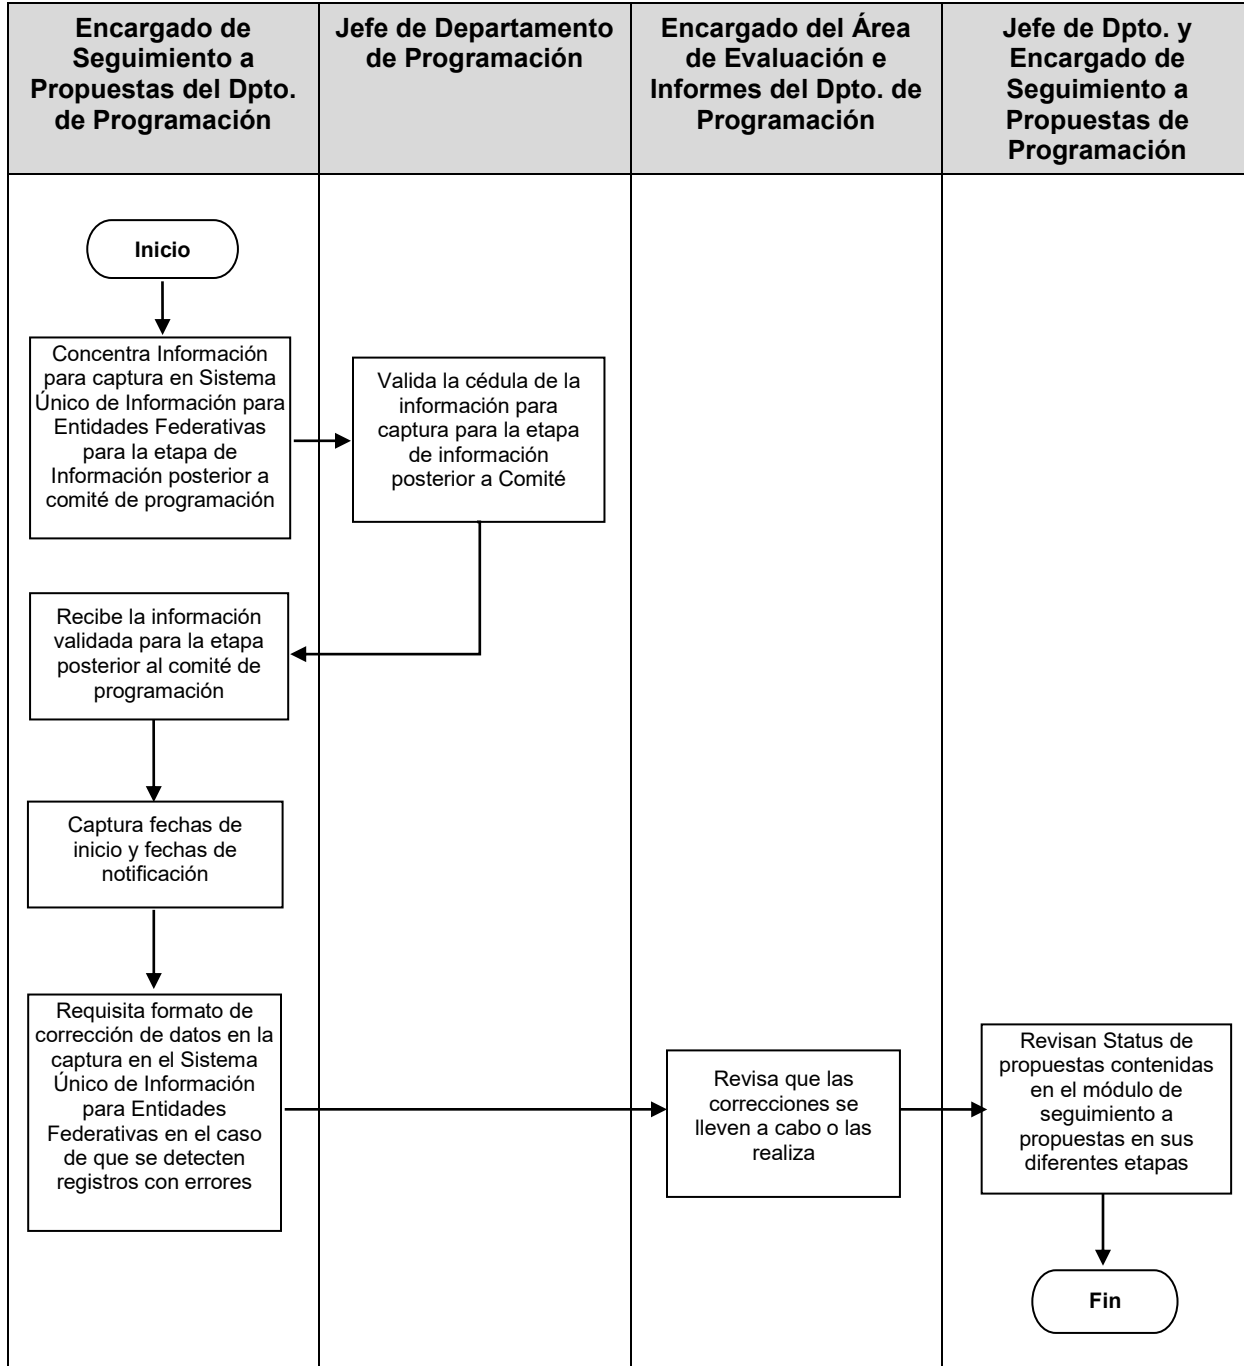 Encargado de
Seguimiento a
Propuestas del Dpto.
de Programación
Jefe de Departamento
de Programación
Encargado del Área
de Evaluación e
Informes del Dpto. de
Programación
Jefe de Dpto. y
Encargado de
Seguimiento a
Propuestas de
Programación
Inicio
Concentra Información
para captura en Sistema
Único de Información para
Entidades Federativas
para la etapa de
Información posterior a
comité de programación
Valida la cédula de la
información para
captura para la etapa
de información
posterior a Comité
Recibe la información
validada para la etapa
posterior al comité de
programación
Captura fechas de
inicio y fechas de
notificación
Requisita formato de
corrección de datos en la
captura en el Sistema
Único de Información
para Entidades
Federativas en el caso
de que se detecten
registros con errores
Revisa que las
correcciones se
lleven a cabo o las
realiza
Revisan Status de
propuestas contenidas
en el módulo de
seguimiento a
propuestas en sus
diferentes etapas
Fin